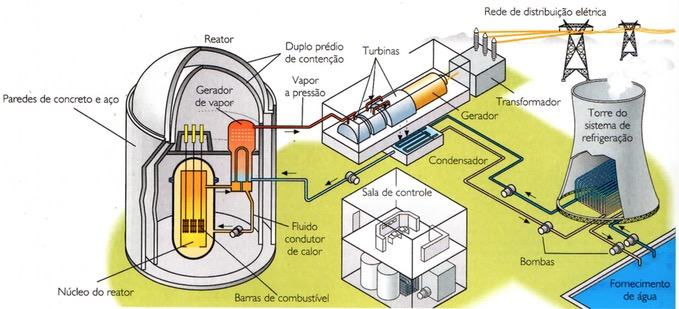 Rede de distribuição elétrica
Reator
Duplo prédio
de contenção
Turbinas
Vapor
a pressão
Gerador
de vapor
Paredes de concreto e aço
Transformador
Gerador
Torre do
sistema de
refrigeração
Condensador
Sala de controle
Fluido
condutor
de calor
Bombas
Núcleo do reator
Barras de combustível
Fornecimento
de água